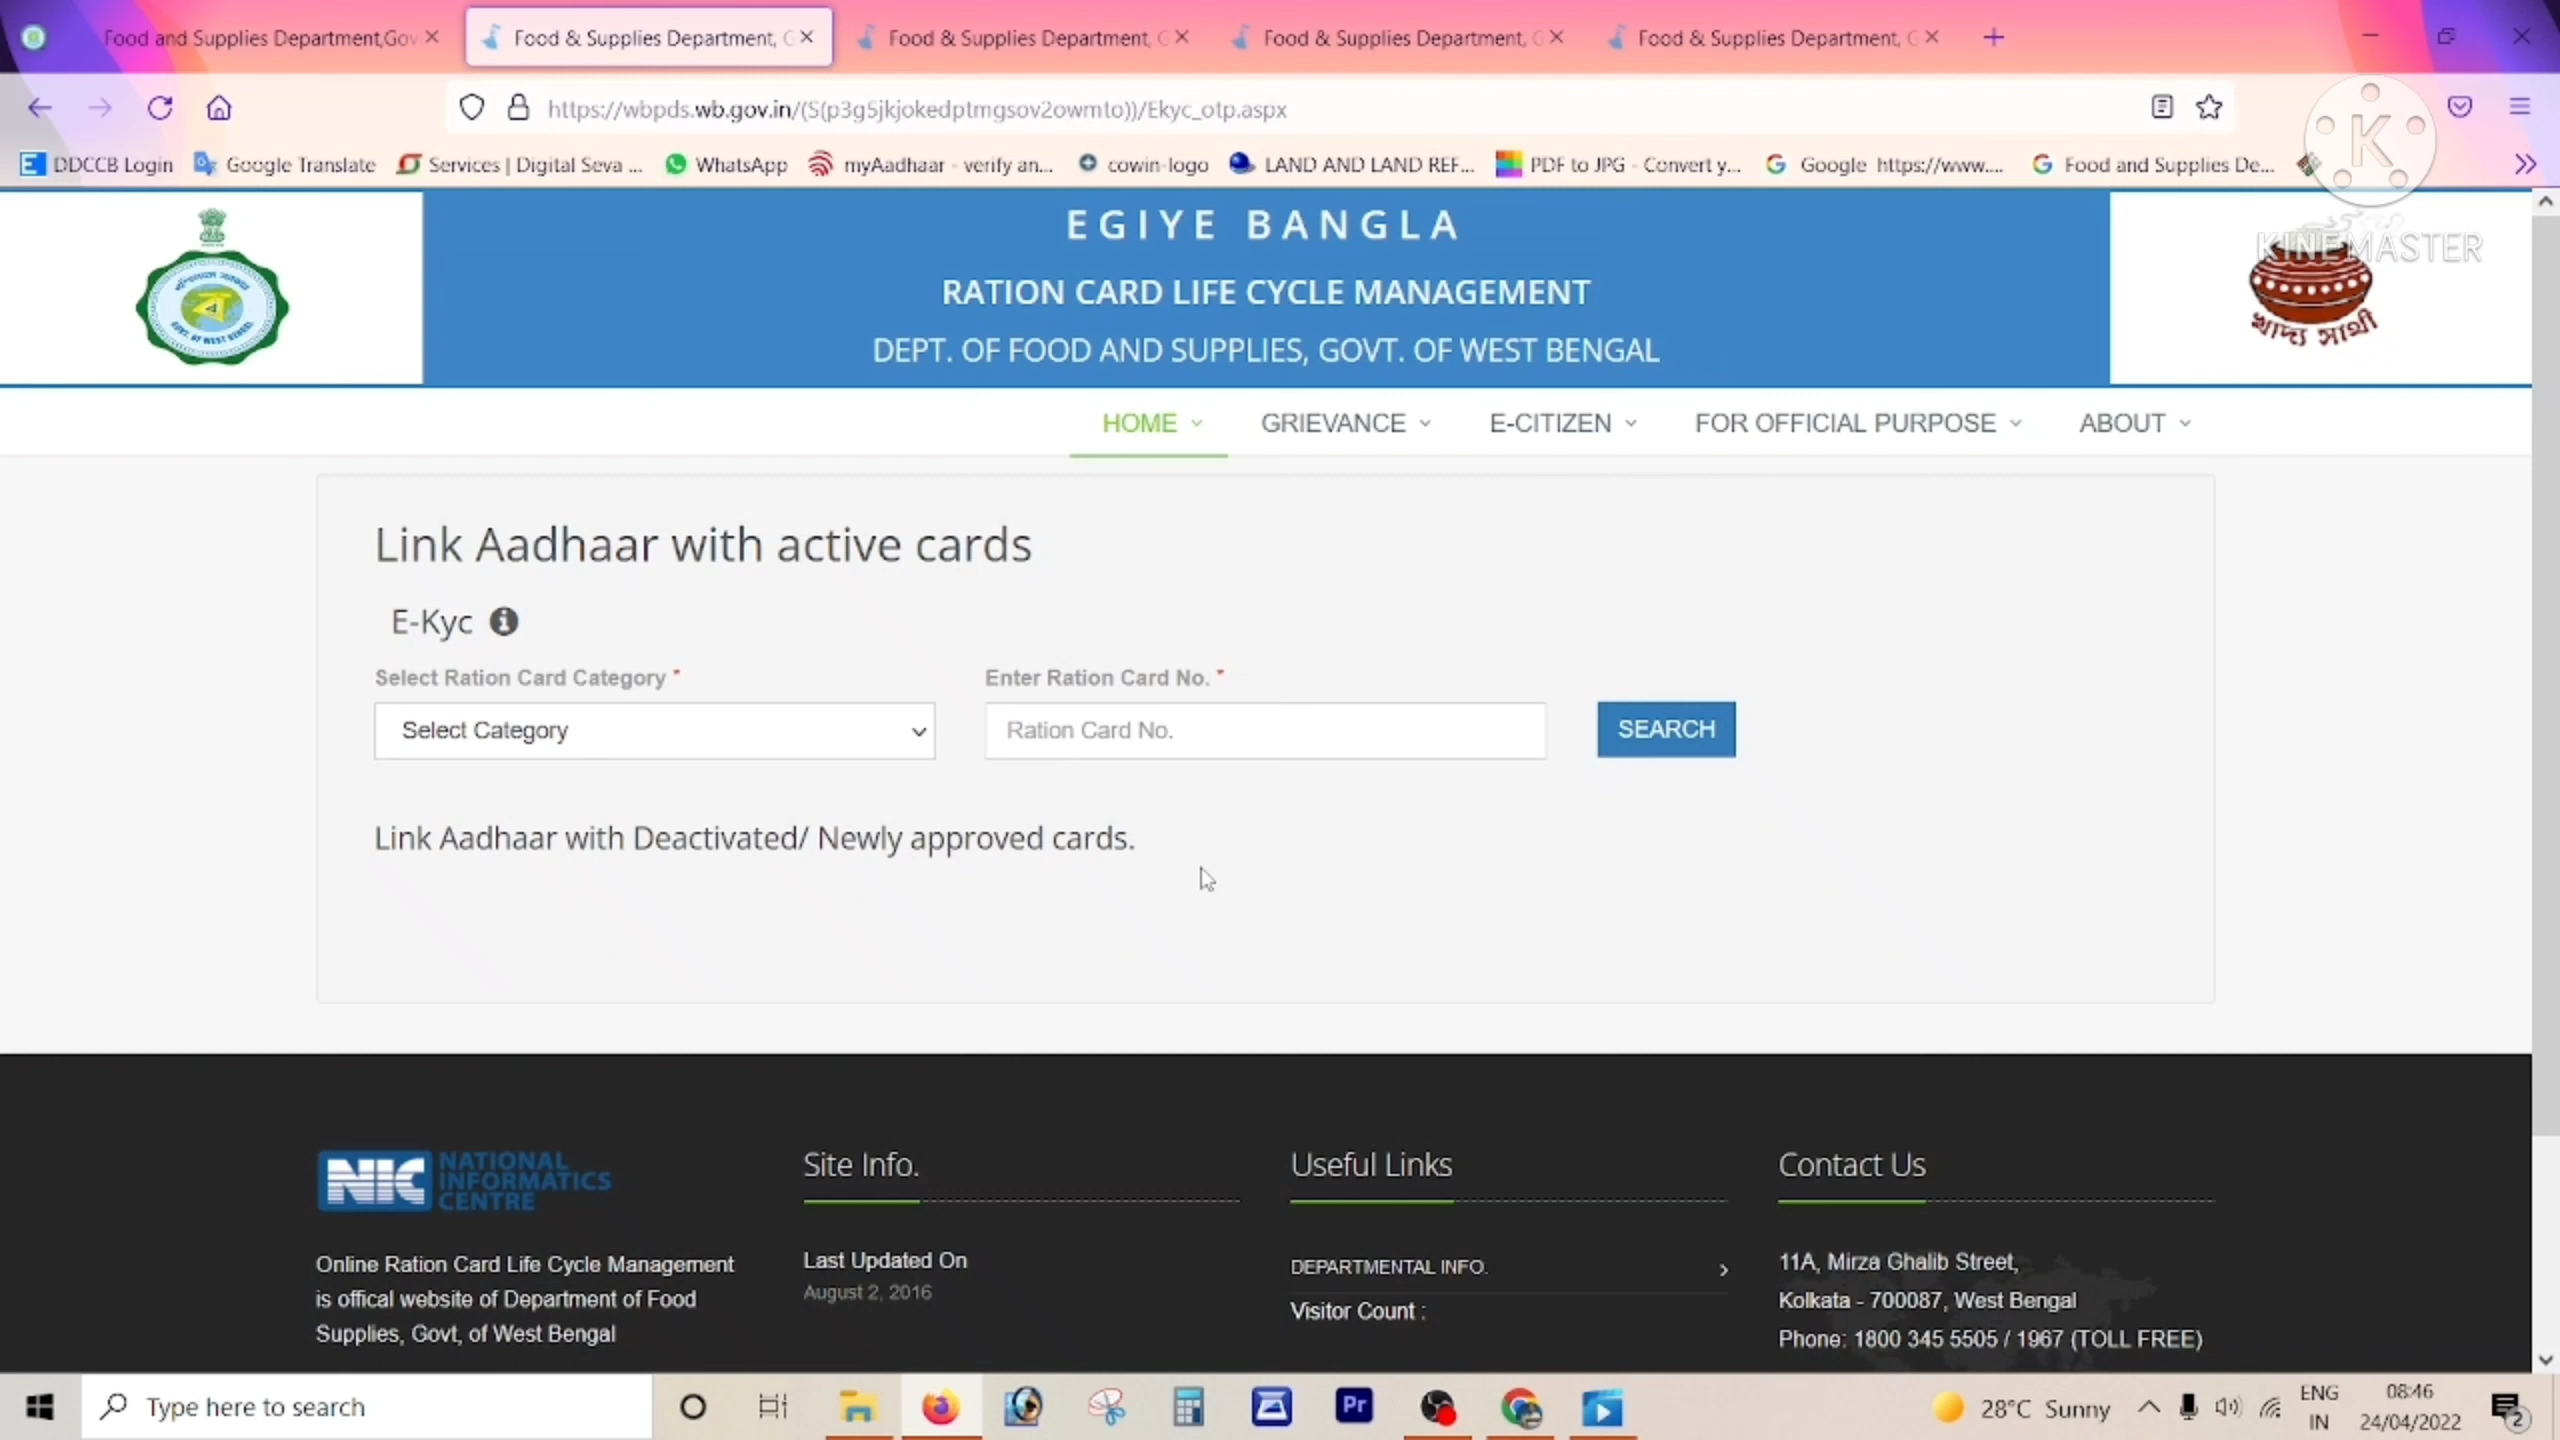 Food and Supplies Department,Gov
Food & Supplies Department, G
Food & Supplies Department, G
Food & Supplies Department, G
Food & Supplies Department, G
https://wbpds.wb.gov.in/(S(p3g5jkjokedptmgsov2owmto))/Ekyc_otp.aspx
DDCCB Login
Google Translate
Services | Digital Seva ...
WhatsApp
myAadhaar - verify an...
cowin-logo
LAND AND LAND REF...
PDF to JPG - Convert y...
Google https://www....
Food and Supplies De...
K
KINEMASTER
EGIYE BANGLA
RATION CARD LIFE CYCLE MANAGEMENT
DEPT. OF FOOD AND SUPPLIES, GOVT. OF WEST BENGAL
GOVT. OF WEST BENGAL
খাদ্য সাথী
HOME
GRIEVANCE
E-CITIZEN
FOR OFFICIAL PURPOSE
ABOUT
Link Aadhaar with active cards
E-Kyc
Select Ration Card Category *
Enter Ration Card No. *
Select Category
Ration Card No.
SEARCH
Link Aadhaar with Deactivated/ Newly approved cards.
NIC
NATIONAL
INFORMATICS
CENTRE
Online Ration Card Life Cycle Management
is offical website of Department of Food
Supplies, Govt, of West Bengal
Site Info.
Last Updated On
August 2, 2016
Useful Links
DEPARTMENTAL INFO.
Visitor Count :
Contact Us
11A, Mirza Ghalib Street,
Kolkata - 700087, West Bengal
Phone: 1800 345 5505 / 1967 (TOLL FREE)
Type here to search
Pr
28°C Sunny
ENG
IN
08:46
24/04/2022
2